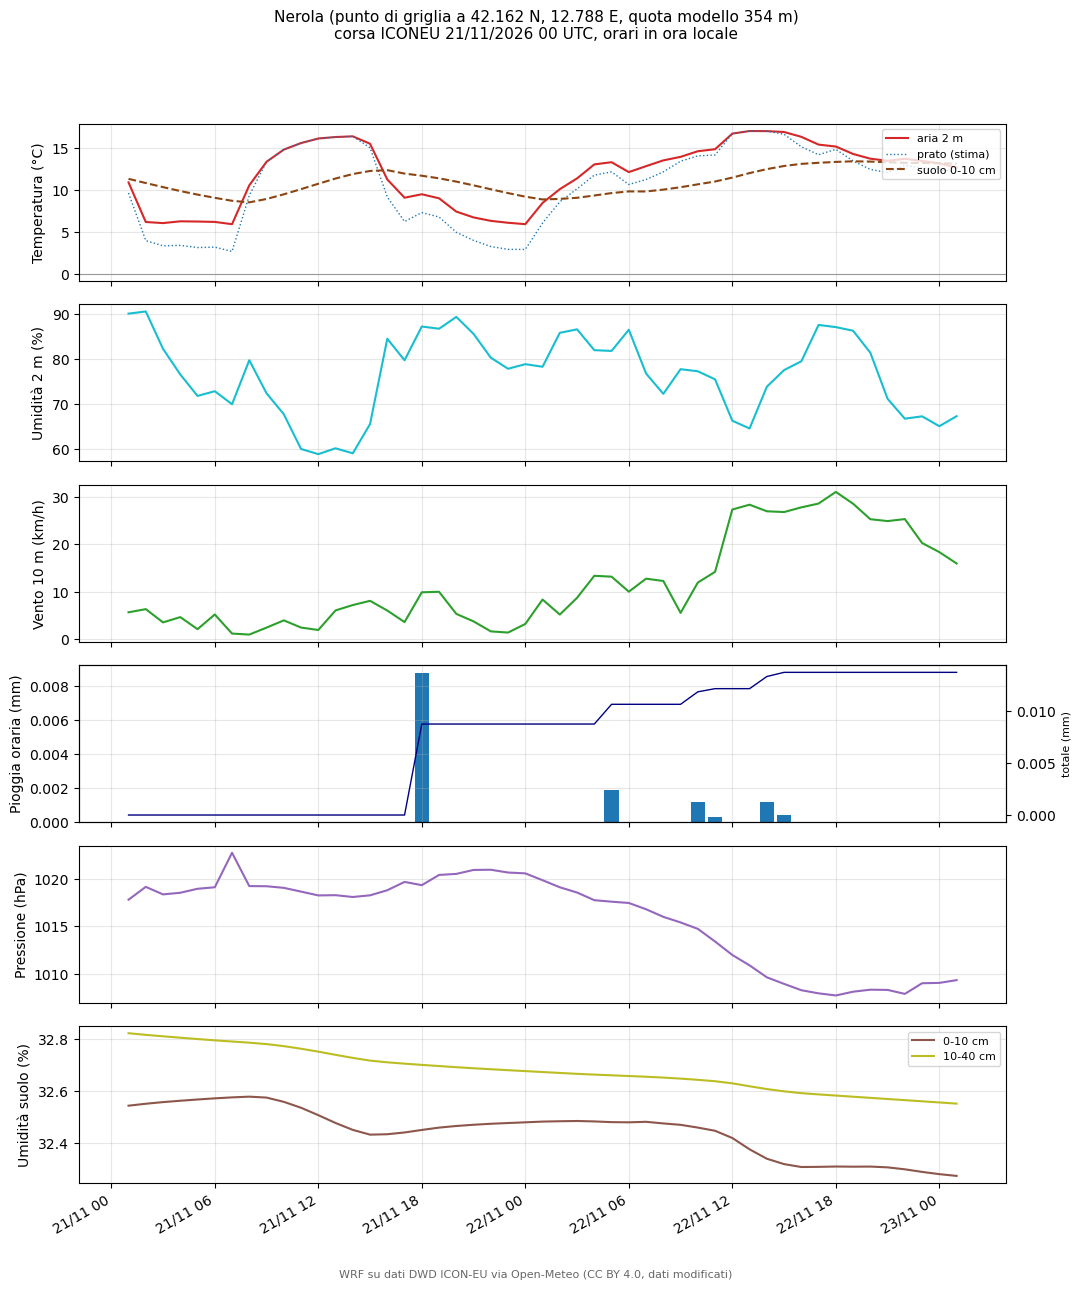 Nerola (punto di griglia a 42.162 N, 12.788 E, quota modello 354 m)
corsa ICONEU 21/11/2026 00 UTC, orari in ora locale
Temperatura (°C)
15
10
5
0
aria 2 m
prato (stima)
suolo 0-10 cm
Umidità 2 m (%)
90
80
70
60
Vento 10 m (km/h)
30
20
10
0
Pioggia oraria (mm)
0.008
0.006
0.004
0.002
0.000
0.010
0.005
0.000
totale (mm)
Pressione (hPa)
1020
1015
1010
Umidità suolo (%)
32.8
32.6
32.4
0-10 cm
10-40 cm
21/11 00
21/11 06
21/11 12
21/11 18
22/11 00
22/11 06
22/11 12
22/11 18
23/11 00
WRF su dati DWD ICON-EU via Open-Meteo (CC BY 4.0, dati modificati)